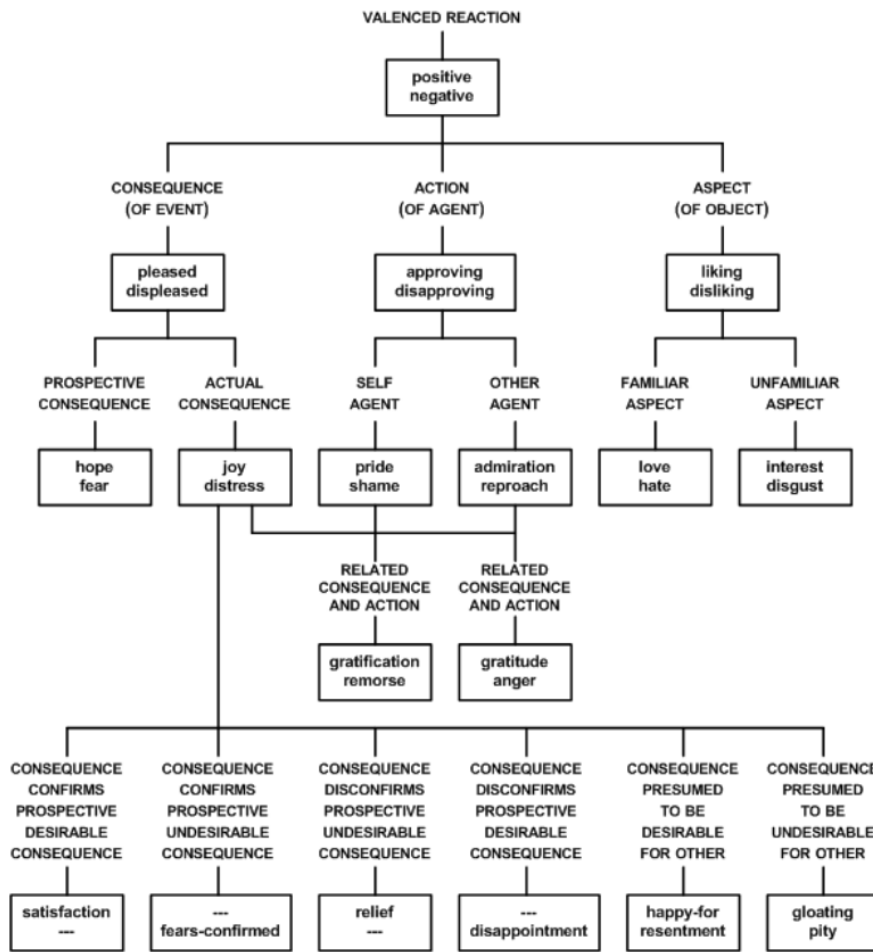 VALENCED REACTION
positive
negative
CONSEQUENCE
(OF EVENT)
ACTION
(OF AGENT)
ASPECT
(OF OBJECT)
pleased
displeased
approving
disapproving
liking
disliking
PROSPECTIVE
CONSEQUENCE
ACTUAL
CONSEQUENCE
SELF
AGENT
OTHER
AGENT
FAMILIAR
ASPECT
UNFAMILIAR
ASPECT
hope
fear
joy
distress
pride
shame
admiration
reproach
love
hate
interest
disgust
RELATED
CONSEQUENCE
AND ACTION
RELATED
CONSEQUENCE
AND ACTION
gratification
remorse
gratitude
anger
CONSEQUENCE
CONFIRMS
PROSPECTIVE
DESIRABLE
CONSEQUENCE
CONSEQUENCE
CONFIRMS
PROSPECTIVE
UNDESIRABLE
CONSEQUENCE
CONSEQUENCE
DISCONFIRMS
PROSPECTIVE
UNDESIRABLE
CONSEQUENCE
CONSEQUENCE
DISCONFIRMS
PROSPECTIVE
DESIRABLE
CONSEQUENCE
CONSEQUENCE
PRESUMED
TO BE
DESIRABLE
FOR OTHER
CONSEQUENCE
PRESUMED
TO BE
UNDESIRABLE
FOR OTHER
satisfaction
---
---
fears-confirmed
relief
---
---
disappointment
happy-for
resentment
gloating
pity